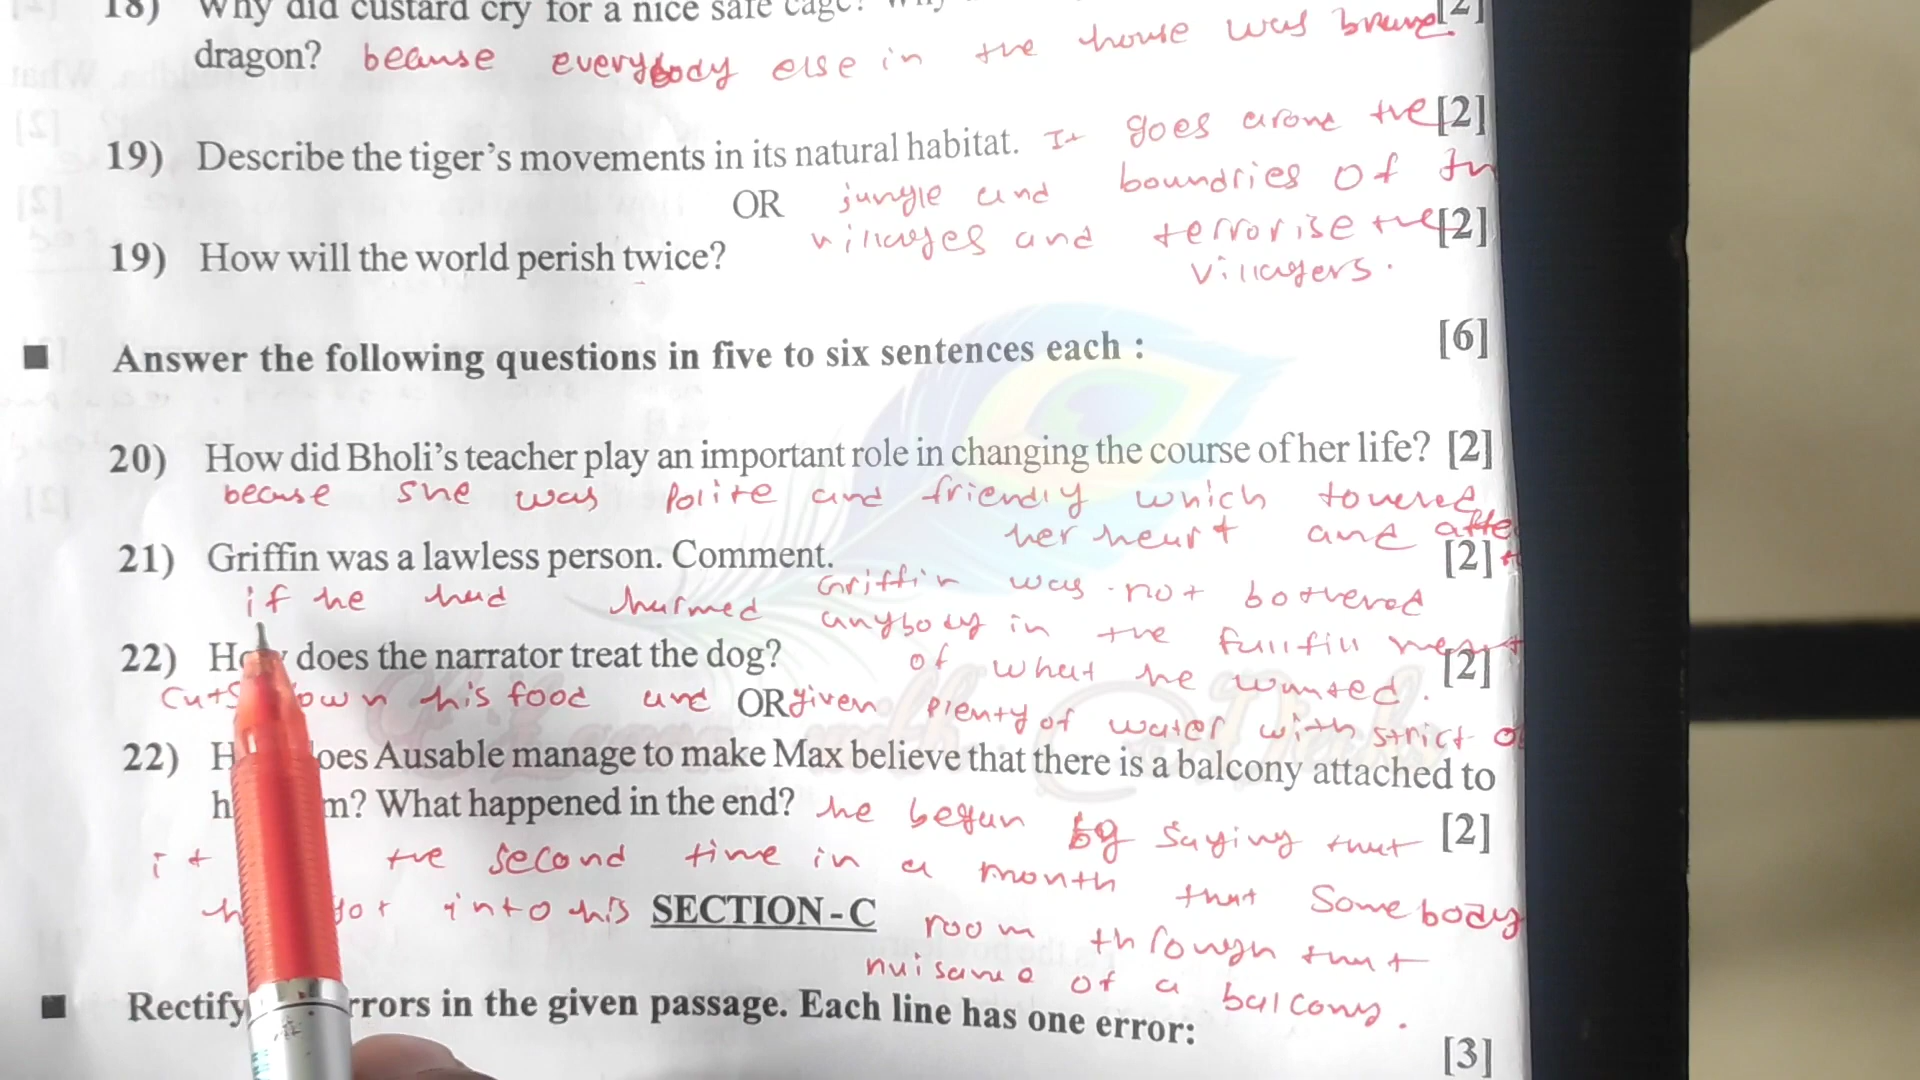 18) Why did custard cry for a nice safe cage?
dragon? beause everybody else in the house was brave [2]
19) Describe the tiger's movements in its natural habitat. It goes arone the [2]
OR jungle and boundries of
villages and terrorise the [2]
19) How will the world perish twice?
villagers.
■ Answer the following questions in five to six sentences each : [6]
20) How did Bholi's teacher play an important role in changing the course of her life? [2]
becuse she was polite and friendly which
her heart and
21) Griffin was a lawless person. Comment. [2]
if he had harmed Griffin was not bothered
anybody in the fullfill
22) does the narrator treat the dog? of what he wanted. [2]
Cuts own his food and OR given plenty of water with strict
22) oes Ausable manage to make Max believe that there is a balcony attached to
m? What happened in the end? he begun by saying that [2]
it the second time in a month that Somebody
got into his SECTION-C room through that
nuisance of a balcony.
■ Rectify rrors in the given passage. Each line has one error:
[3]